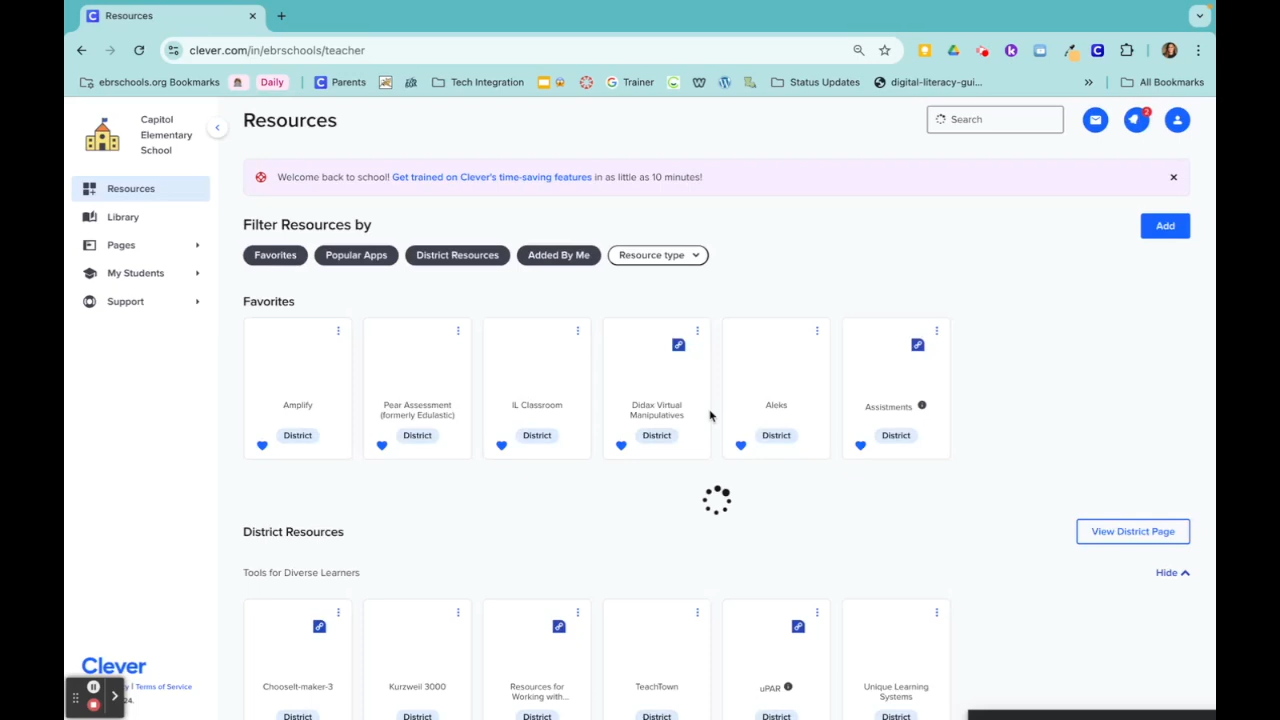 Resources
clever.com/in/ebrschools/teacher
ebrschools.org Bookmarks
Daily
Parents
Tech Integration
Trainer
Status Updates
digital-literacy-gui...
All Bookmarks
Capitol
Elementary
School
Resources
Library
Pages
My Students
Support
Clever
y | Terms of Service
24.
Resources
Search
2
Welcome back to school! Get trained on Clever's time-saving features in as little as 10 minutes!
Filter Resources by
Add
Favorites
Popular Apps
District Resources
Added By Me
Resource type
Favorites
Amplify
District
Pear Assessment
(formerly Edulastic)
District
IL Classroom
District
Didax Virtual
Manipulatives
District
Aleks
District
Assistments
District
District Resources
View District Page
Tools for Diverse Learners
Hide
ChooseIt-maker-3
District
Kurzweil 3000
District
Resources for
Working with...
District
TeachTown
District
uPAR
District
Unique Learning
Systems
District